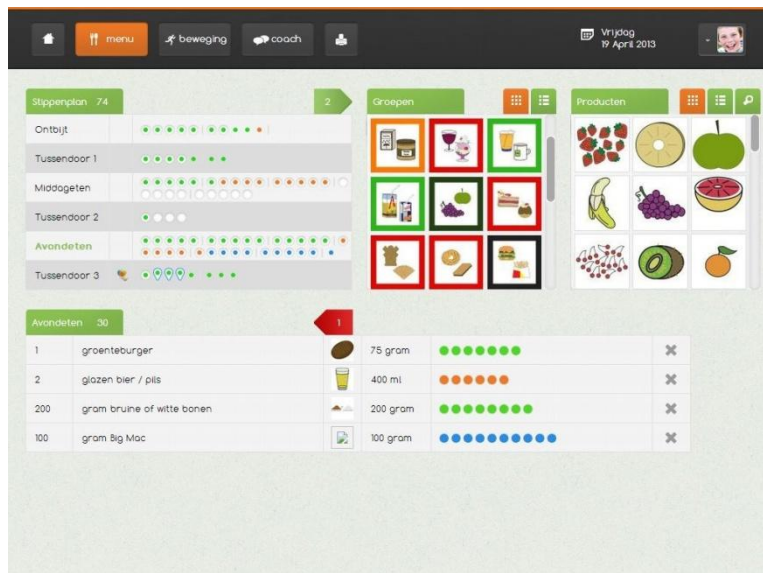 menu
beweging
coach
Vrijdag
19 April 2013
Stippenplan 74
2
Groepen
Producten
Ontbijt
Tussendoor 1
Middageten
Tussendoor 2
Avondeten
Tussendoor 3
Avondeten 30
1
1 groenteburger 75 gram
2 glazen bier / pils 400 ml
200 gram bruine of witte bonen 200 gram
100 gram Big Mac 100 gram